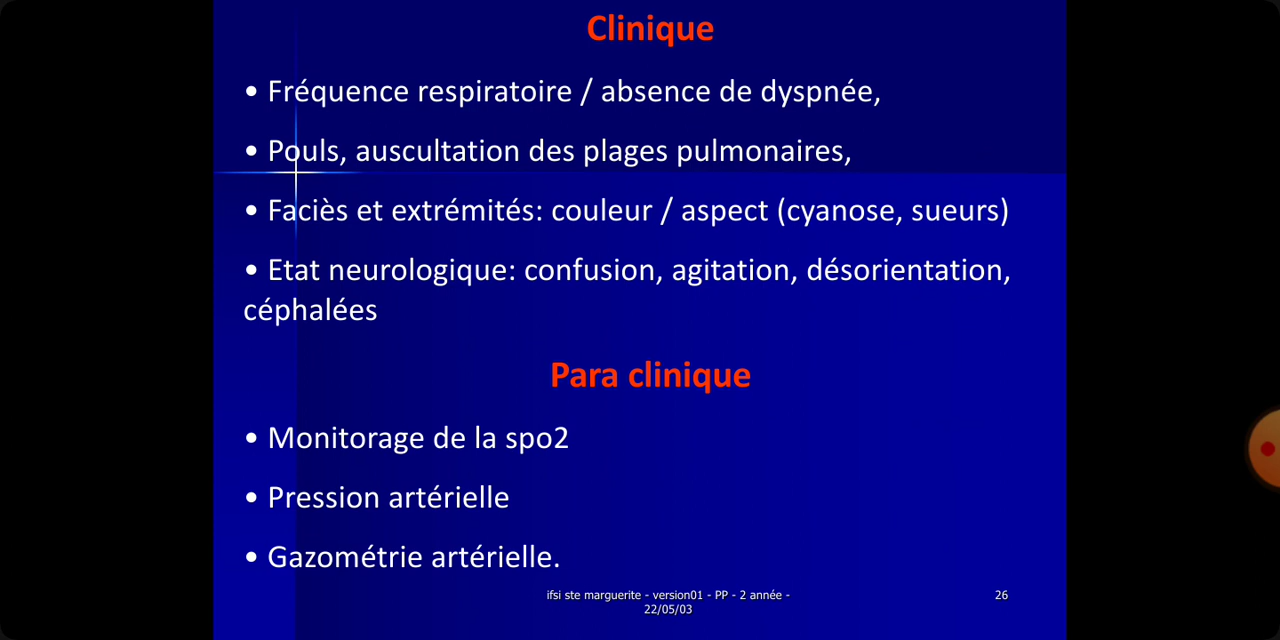 Clinique
• Fréquence respiratoire / absence de dyspnée,
• Pouls, auscultation des plages pulmonaires,
• Faciès et extrémités: couleur / aspect (cyanose, sueurs)
• Etat neurologique: confusion, agitation, désorientation,
céphalées
Para clinique
• Monitorage de la spo2
• Pression artérielle
• Gazométrie artérielle.
ifsi ste marguerite - version01 - PP - 2 année -
22/05/03
26